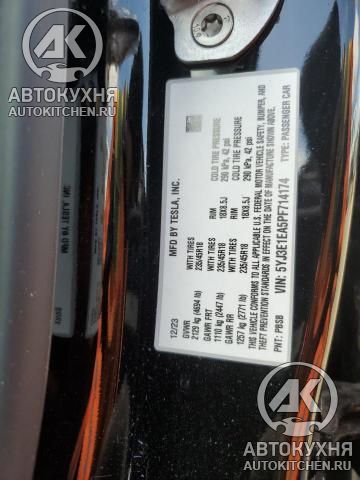 АК
АВТОКУХНЯ
AUTOKITCHEN.RU
MFD BY TESLA, INC.
12/23
GVWR
2129 kg (4694 lb)
GAWR FRT
1110 kg (2447 lb)
GAWR RR
1257 kg (2771 lb)
WITH TIRES
235/45R18
WITH TIRES
235/45R18
RIM
18X8.5J
RIM
18X8.5J
COLD TIRE PRESSURE
290 kPa, 42 psi
COLD TIRE PRESSURE
290 kPa, 42 psi
THIS VEHICLE CONFORMS TO ALL APPLICABLE U.S. FEDERAL MOTOR VEHICLE SAFETY, BUMPER, AND
THEFT PREVENTION STANDARDS IN EFFECT ON THE DATE OF MANUFACTURE SHOWN ABOVE.
VIN: 5YJ3E1EA5PF714174
TYPE: PASSENGER CAR
PNT: PBSB
АК
АВТОКУХНЯ
AUTOKITCHEN.RU